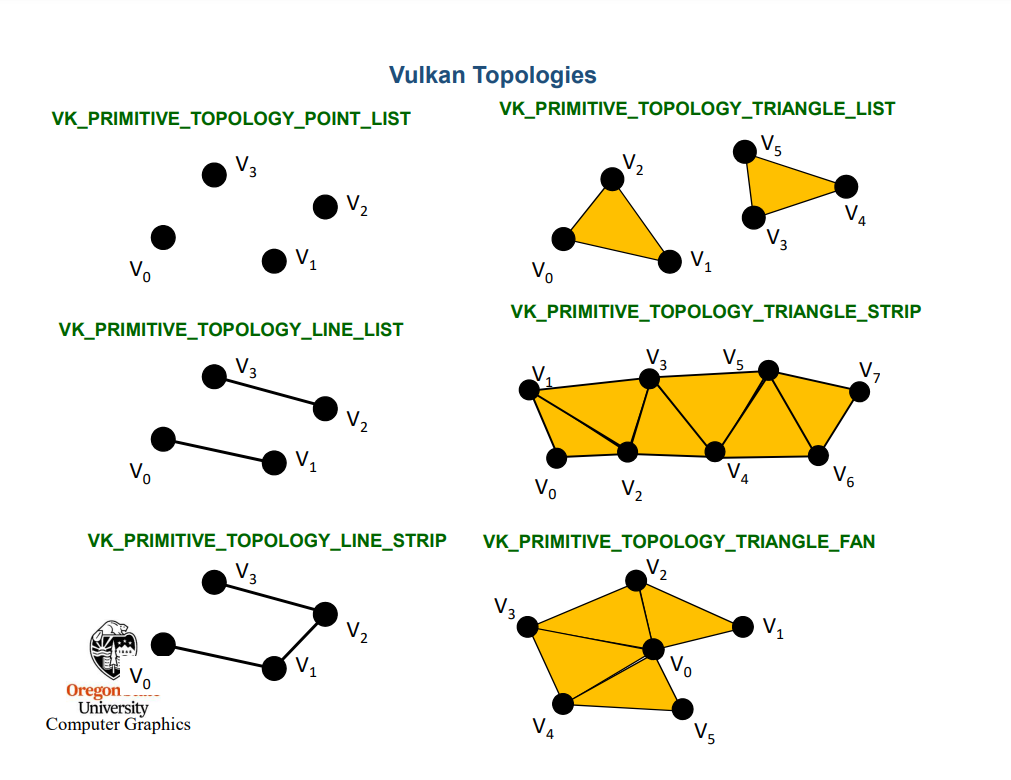 Vulkan Topologies
VK_PRIMITIVE_TOPOLOGY_POINT_LIST
V3
V2
V0
V1
VK_PRIMITIVE_TOPOLOGY_TRIANGLE_LIST
V5
V2
V4
V3
V1
V0
VK_PRIMITIVE_TOPOLOGY_LINE_LIST
V3
V2
V1
V0
VK_PRIMITIVE_TOPOLOGY_TRIANGLE_STRIP
V1
V3
V5
V7
V0
V2
V4
V6
VK_PRIMITIVE_TOPOLOGY_LINE_STRIP
V3
V2
V1
V0
VK_PRIMITIVE_TOPOLOGY_TRIANGLE_FAN
V2
V3
V1
V0
V4
V5
Oregon
University
Computer Graphics